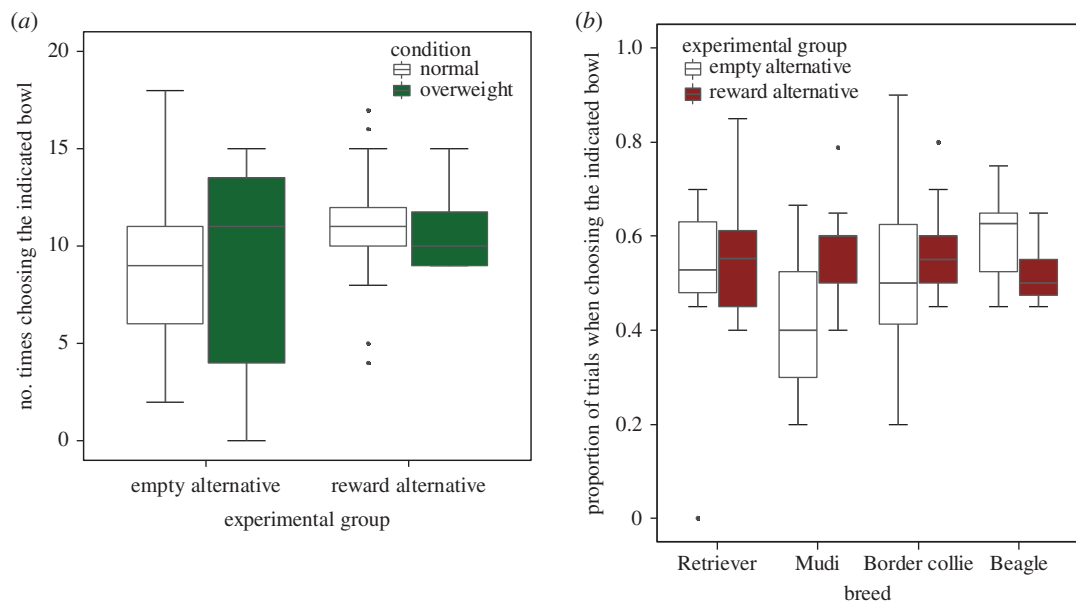 (a)
20
15
10
5
0
no. times choosing the indicated bowl
condition
normal
overweight
empty alternative
reward alternative
experimental group
(b)
1.0
0.8
0.6
0.4
0.2
0
proportion of trials when choosing the indicated bowl
experimental group
empty alternative
reward alternative
Retriever
Mudi
Border collie
Beagle
breed